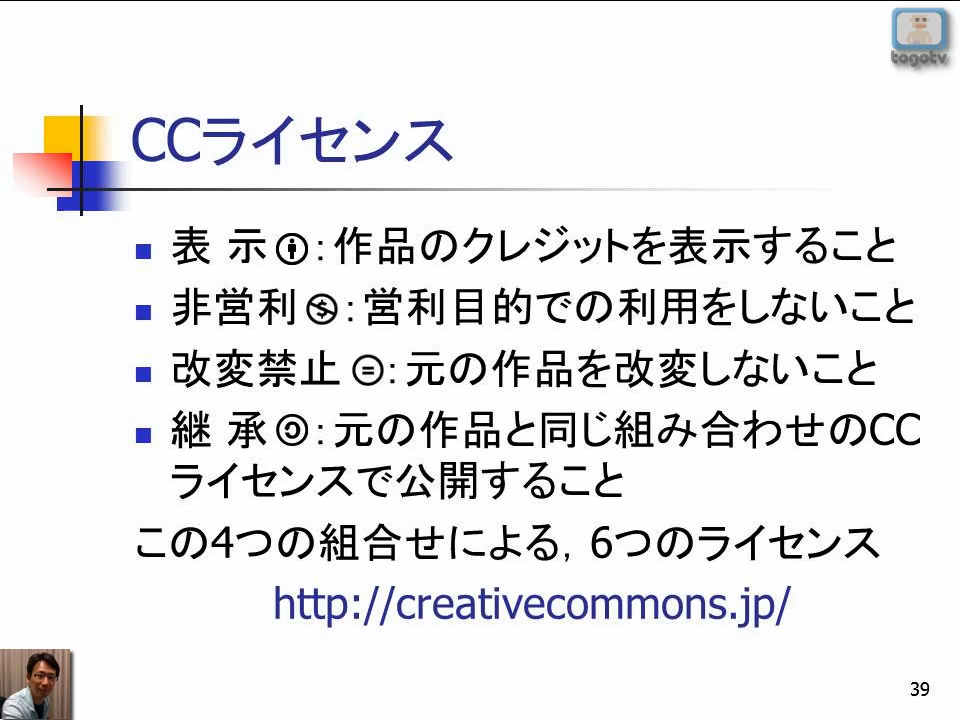 togotv
CCライセンス
表 示 : 作品のクレジットを表示すること
非営利 : 営利目的での利用をしないこと
改変禁止 : 元の作品を改変しないこと
継 承 : 元の作品と同じ組み合わせのCC
ライセンスで公開すること
この4つの組合せによる, 6つのライセンス
http://creativecommons.jp/
39